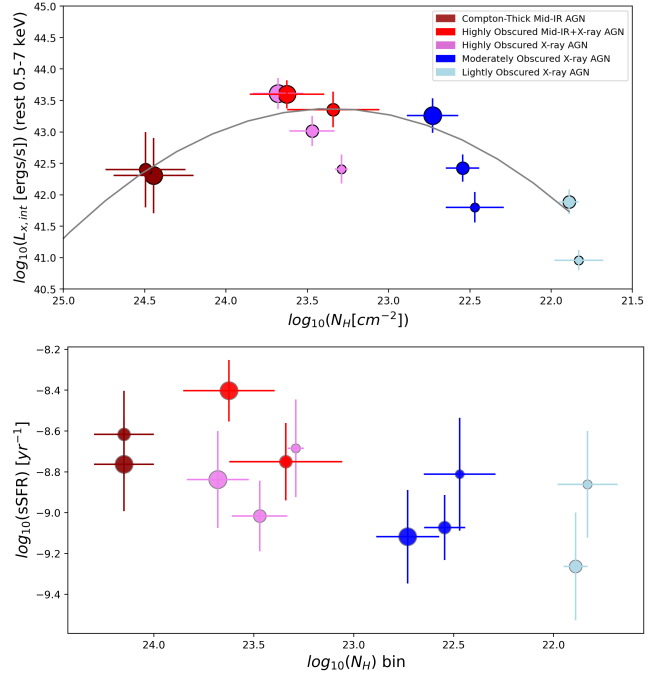 45.0
44.5
44.0
43.5
43.0
42.5
42.0
41.5
41.0
40.5
log10(Lx,int [ergs/s]) (rest 0.5-7 keV)
Compton-Thick Mid-IR AGN
Highly Obscured Mid-IR+X-ray AGN
Highly Obscured X-ray AGN
Moderately Obscured X-ray AGN
Lightly Obscured X-ray AGN
25.0 24.5 24.0 23.5 23.0 22.5 22.0 21.5
log10(NH[cm−2])
−8.2
−8.4
−8.6
−8.8
−9.0
−9.2
−9.4
log10(sSFR) [yr−1]
24.0 23.5 23.0 22.5 22.0
log10(NH) bin